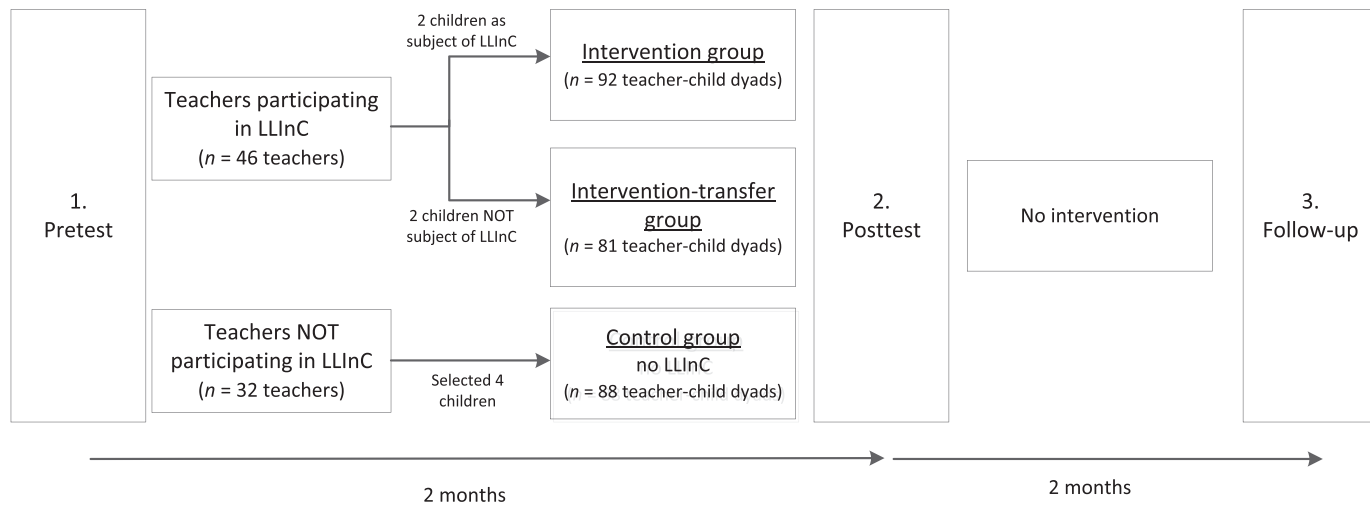 1.
Pretest
Teachers participating
in LLInC
(n = 46 teachers)
2 children as
subject of LLInC
2 children NOT
subject of LLInC
Intervention group
(n = 92 teacher-child dyads)
Intervention-transfer
group
(n = 81 teacher-child dyads)
Teachers NOT
participating in LLInC
(n = 32 teachers)
Selected 4
children
Control group
no LLInC
(n = 88 teacher-child dyads)
2.
Posttest
No intervention
3.
Follow-up
2 months
2 months